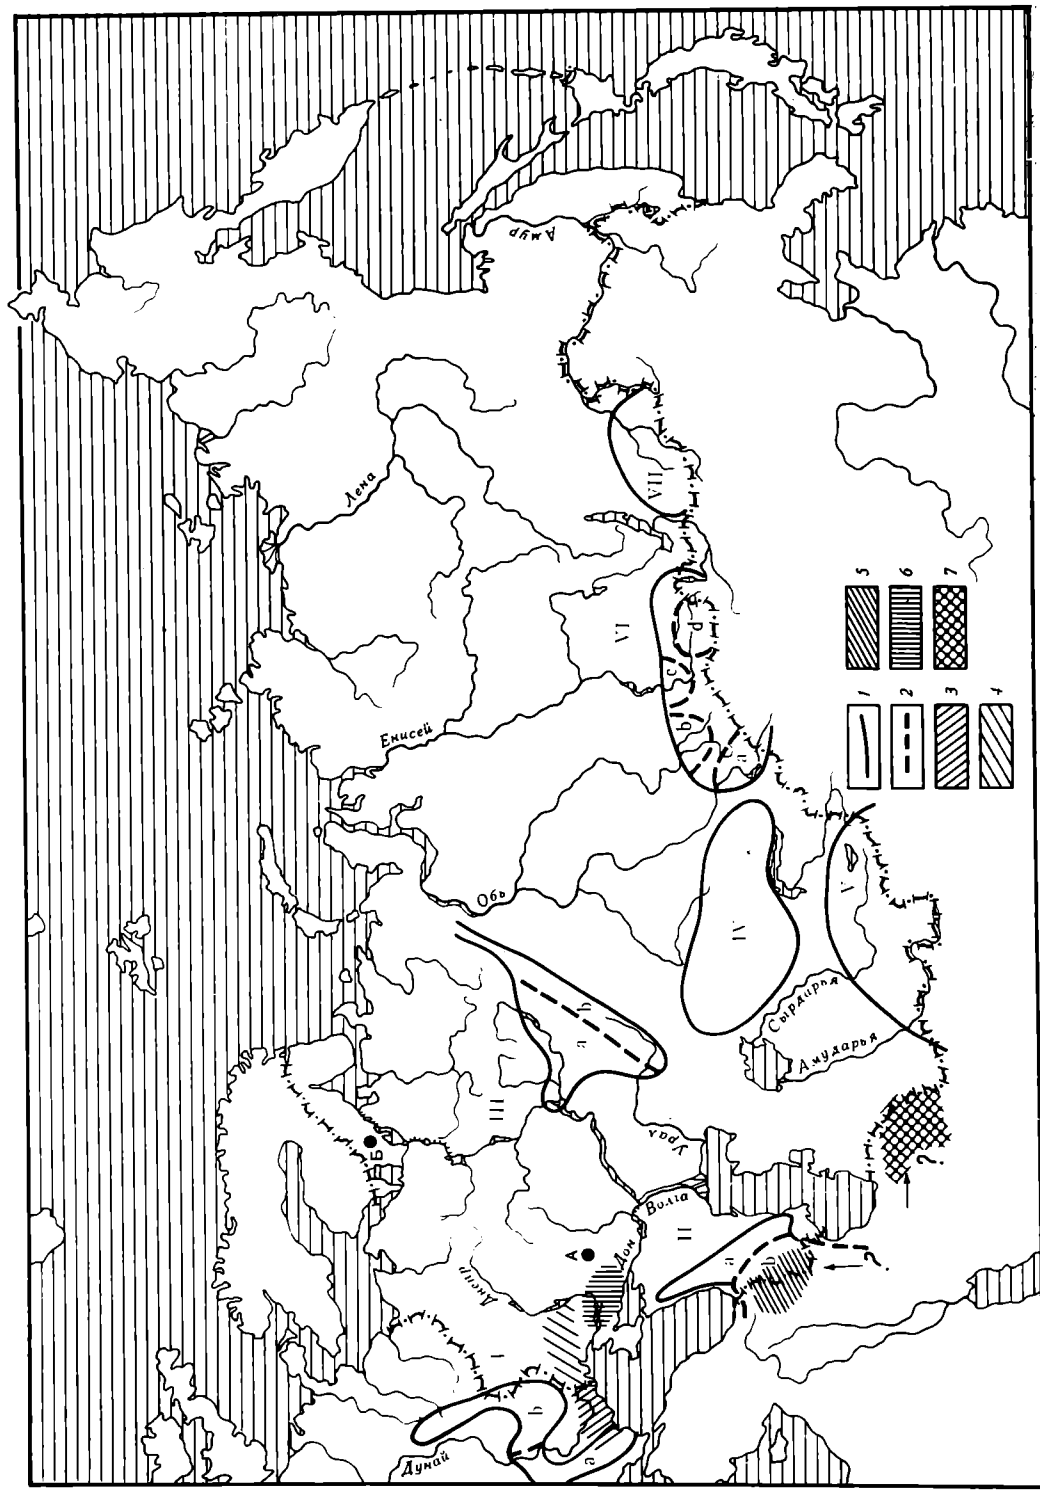 Амур
Лена
Енисей
Обь
Сырдарья
Амударья
Урал
Волга
Дон
Днепр
Дунай
А
Б
I
II
III
IV
V
VI
VII
a
b
a
b
a
b
a
b
c
d
?
?
1
2
3
4
5
6
7